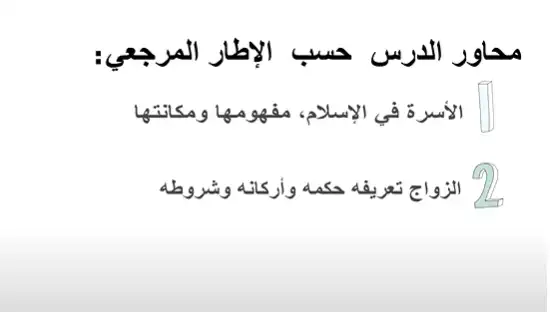 محاور الدرس حسب الإطار المرجعي:
1 الأسرة في الإسلام، مفهومها ومكانتها
2 الزواج تعريفه حكمه وأركانه وشروطه